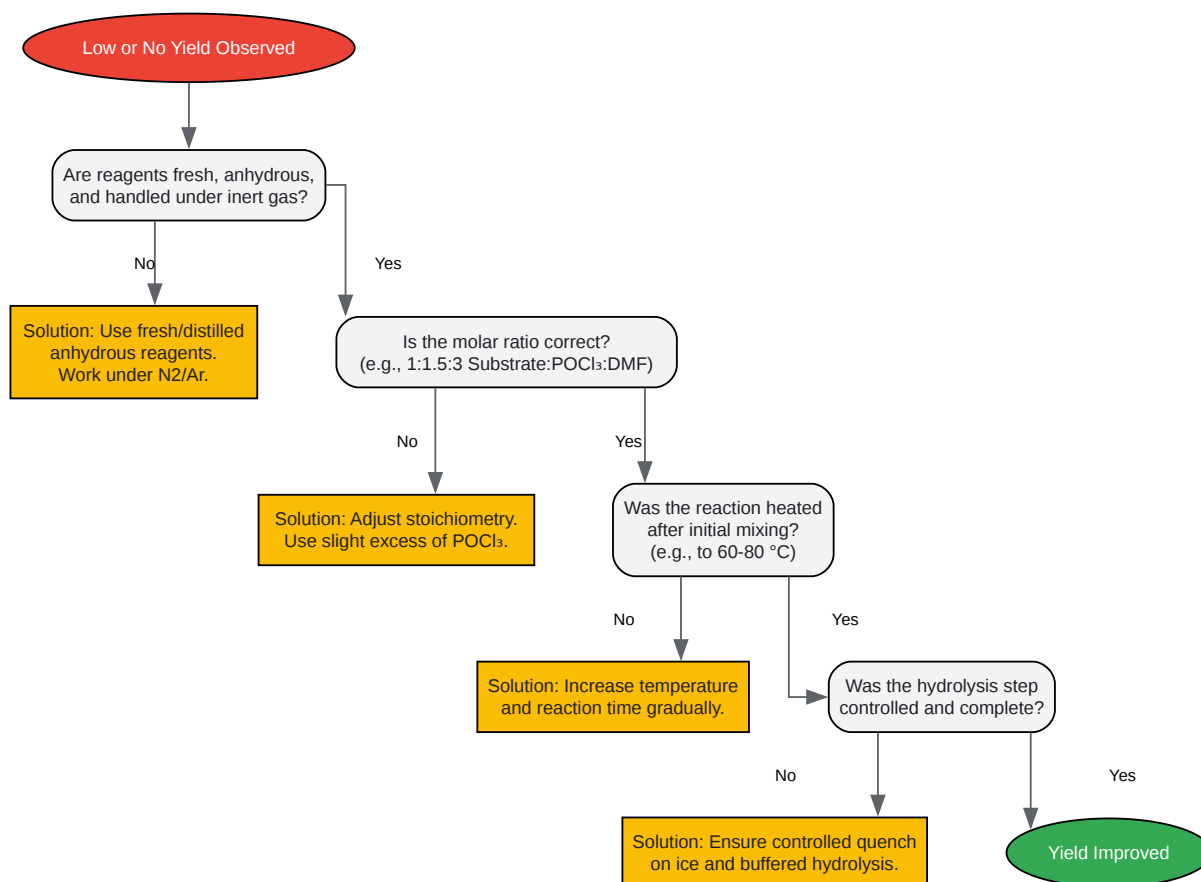 Low or No Yield Observed
Are reagents fresh, anhydrous,
and handled under inert gas?
No
Yes
Solution: Use fresh/distilled
anhydrous reagents.
Work under N2/Ar.
Is the molar ratio correct?
(e.g., 1:1.5:3 Substrate:POCl₃:DMF)
No
Yes
Solution: Adjust stoichiometry.
Use slight excess of POCl₃.
Was the reaction heated
after initial mixing?
(e.g., to 60-80 °C)
No
Yes
Solution: Increase temperature
and reaction time gradually.
Was the hydrolysis step
controlled and complete?
No
Yes
Solution: Ensure controlled quench
on ice and buffered hydrolysis.
Yield Improved